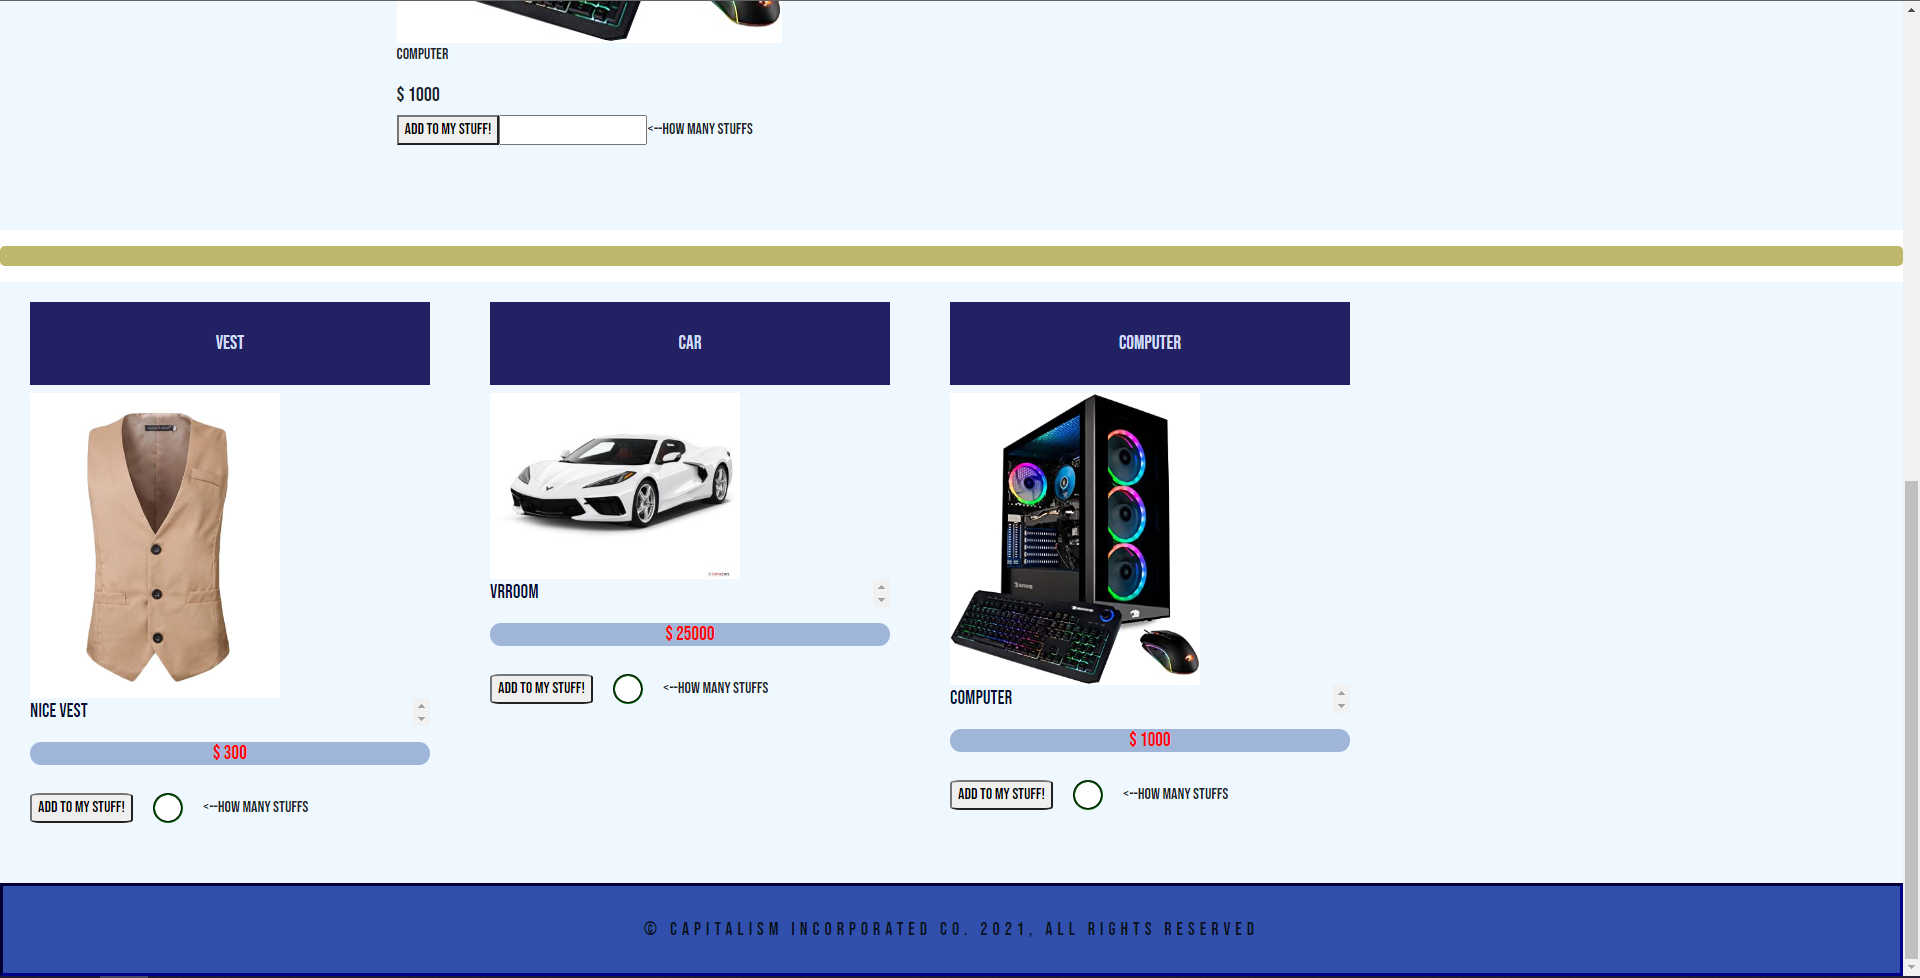 COMPUTER
$ 1000
ADD TO MY STUFF! <--HOW MANY STUFFS
VEST
CAR
COMPUTER
NICE VEST
$ 300
ADD TO MY STUFF! <--HOW MANY STUFFS
VRROOM
$ 25000
ADD TO MY STUFF! <--HOW MANY STUFFS
COMPUTER
$ 1000
ADD TO MY STUFF! <--HOW MANY STUFFS
© CAPITALISM INCORPORATED CO. 2021, ALL RIGHTS RESERVED